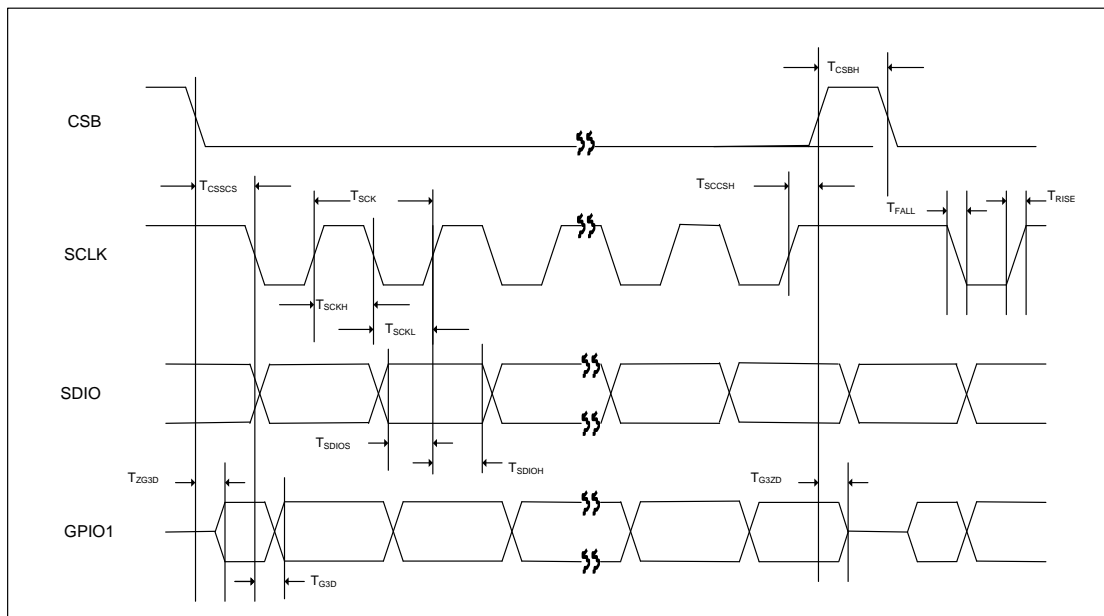 TCSBH
CSB
TCSSCS
TSCK
TSCCSH
TFALL
TRISE
SCLK
TSCKH
TSCKL
SDIO
TSDIOS
TSDIOH
TZG3D
TG3ZD
GPIO1
TG3D